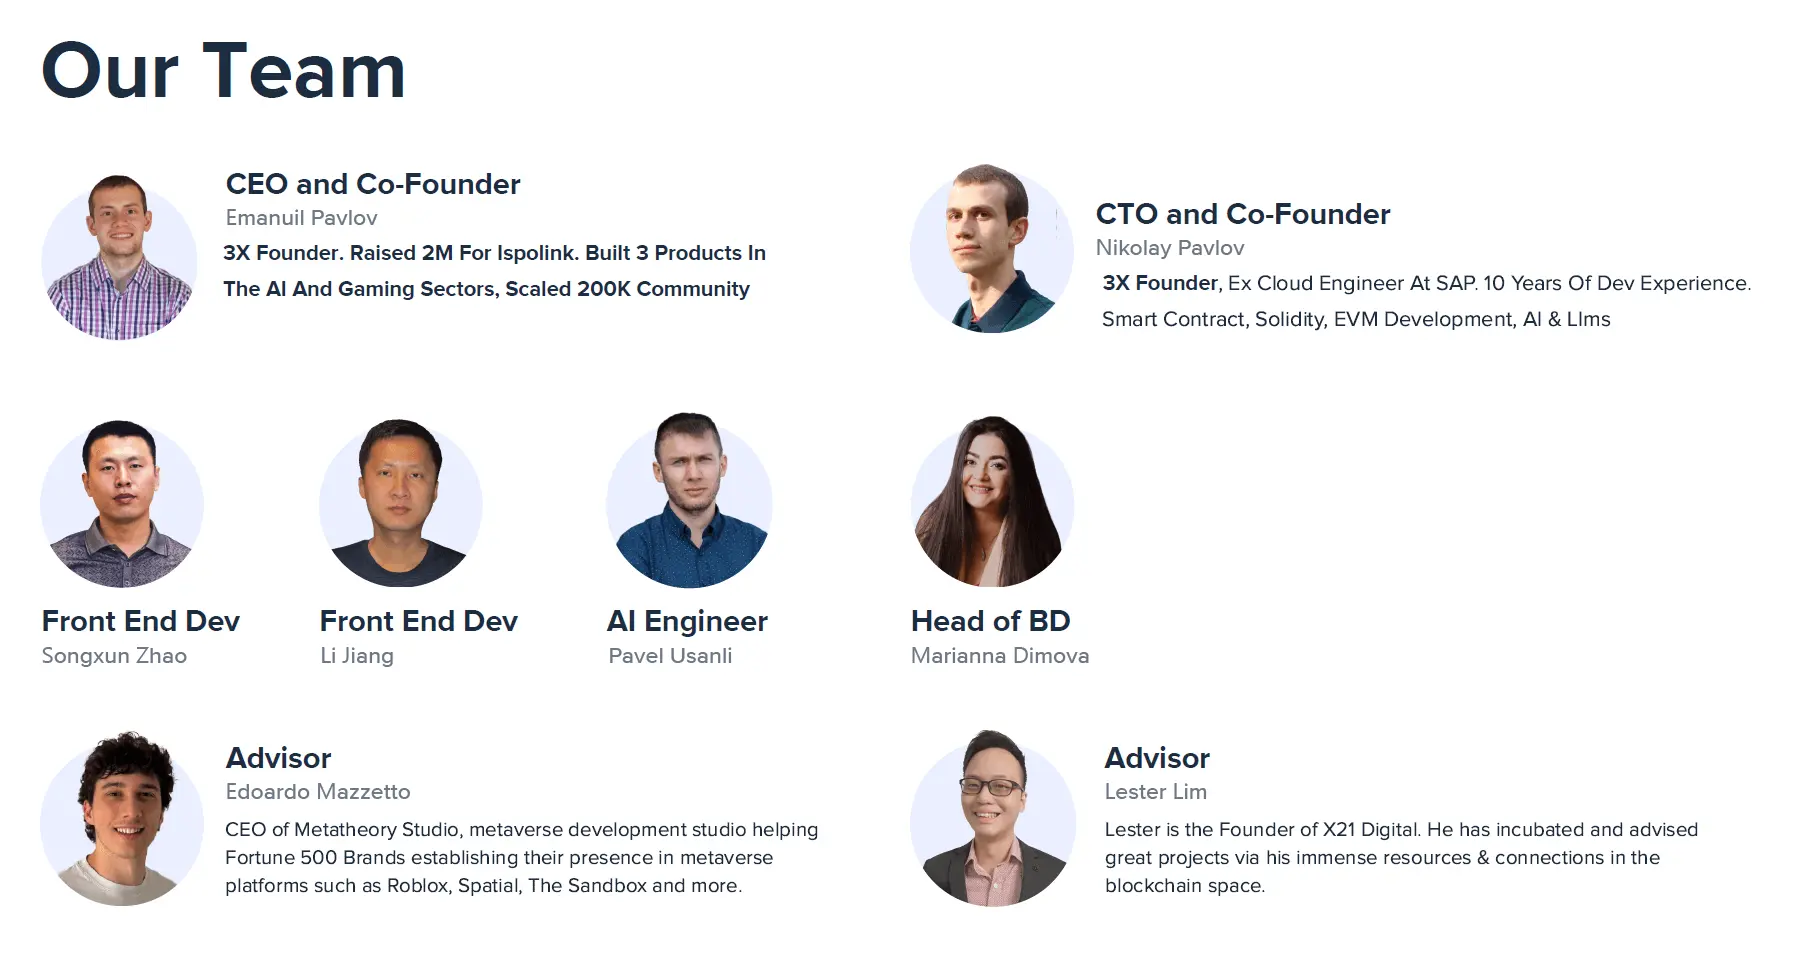 Our Team
CEO and Co-Founder
Emanuil Pavlov
3X Founder. Raised 2M For Ispolink. Built 3 Products In
The AI And Gaming Sectors, Scaled 200K Community
CTO and Co-Founder
Nikolay Pavlov
3X Founder, Ex Cloud Engineer At SAP. 10 Years Of Dev Experience.
Smart Contract, Solidity, EVM Development, AI & Llms
Front End Dev
Songxun Zhao
Front End Dev
Li Jiang
AI Engineer
Pavel Usanli
Head of BD
Marianna Dimova
Advisor
Edoardo Mazzetto
CEO of Metatheory Studio, metaverse development studio helping
Fortune 500 Brands establishing their presence in metaverse
platforms such as Roblox, Spatial, The Sandbox and more.
Advisor
Lester Lim
Lester is the Founder of X21 Digital. He has incubated and advised
great projects via his immense resources & connections in the
blockchain space.